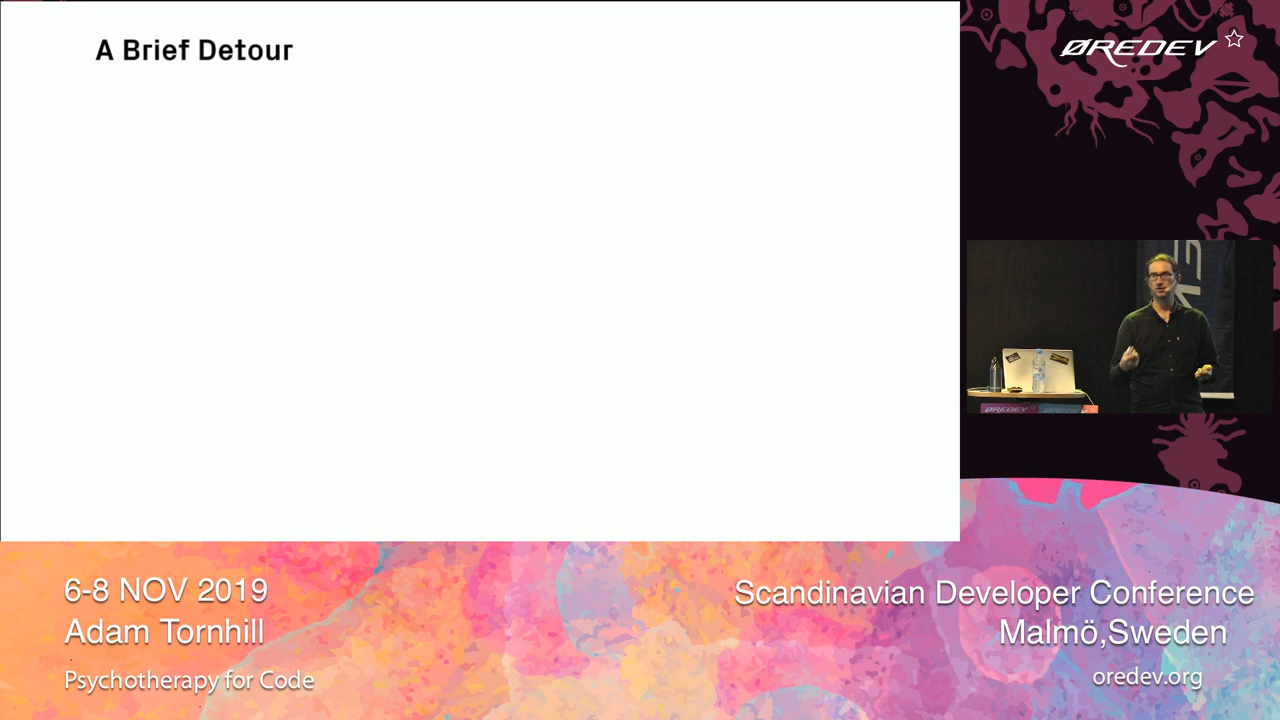 A Brief Detour
ØREDEV
ØREDEV
6-8 NOV 2019
Adam Tornhill
Psychotherapy for Code
Scandinavian Developer Conference
Malmö,Sweden
oredev.org